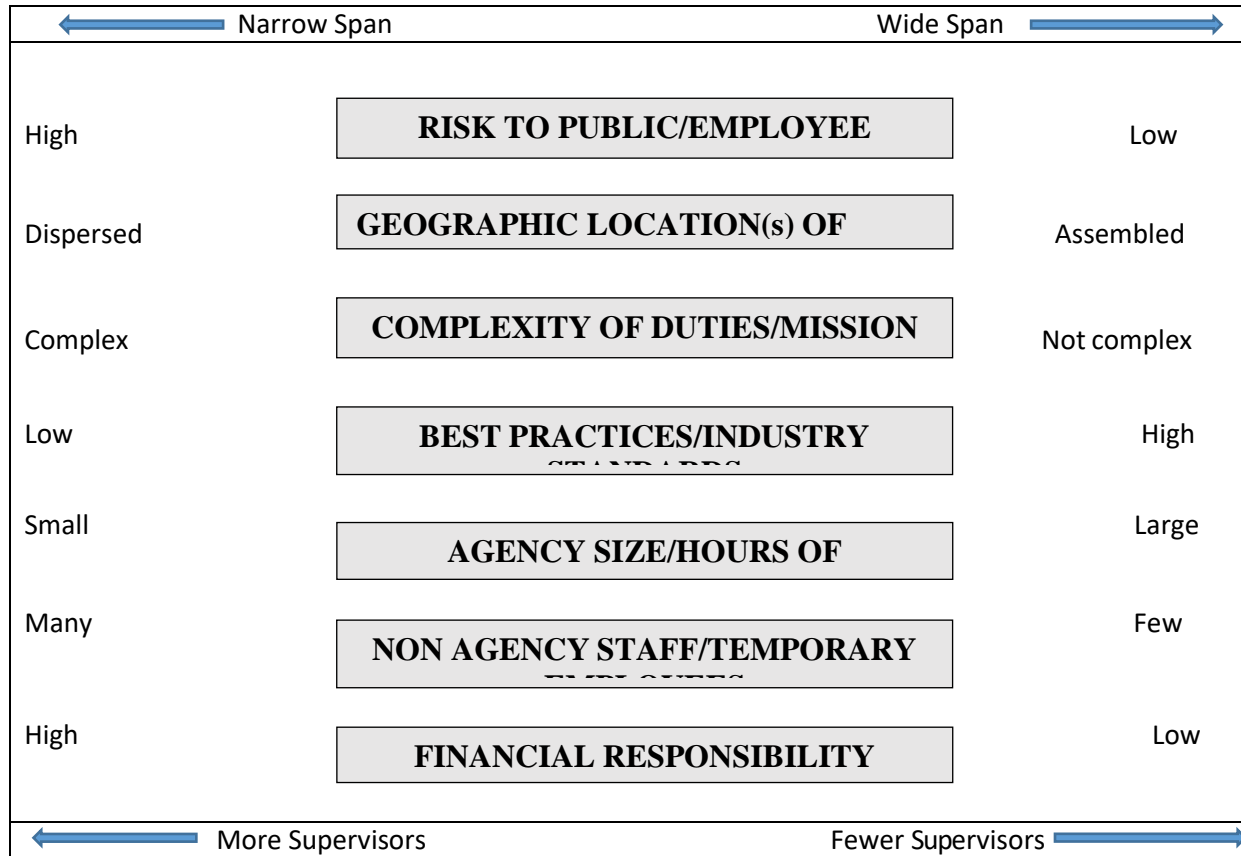 Narrow Span Wide Span
RISK TO PUBLIC/EMPLOYEE
High Low
GEOGRAPHIC LOCATION(s) OF
Dispersed Assembled
COMPLEXITY OF DUTIES/MISSION
Complex Not complex
Low BEST PRACTICES/INDUSTRY High
Small Large
AGENCY SIZE/HOURS OF
Many Few
NON AGENCY STAFF/TEMPORARY
High Low
FINANCIAL RESPONSIBILITY
More Supervisors Fewer Supervisors